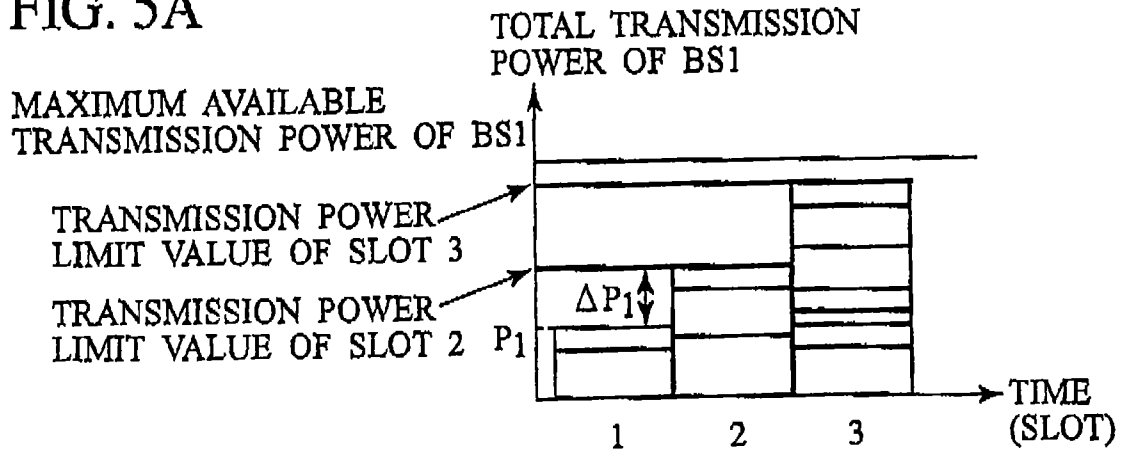 FIG. 5A
TOTAL TRANSMISSION
POWER OF BS1
MAXIMUM AVAILABLE
TRANSMISSION POWER OF BS1
TRANSMISSION POWER
LIMIT VALUE OF SLOT 3
TRANSMISSION POWER
LIMIT VALUE OF SLOT 2
ΔP1
P1
1 2 3
TIME
(SLOT)